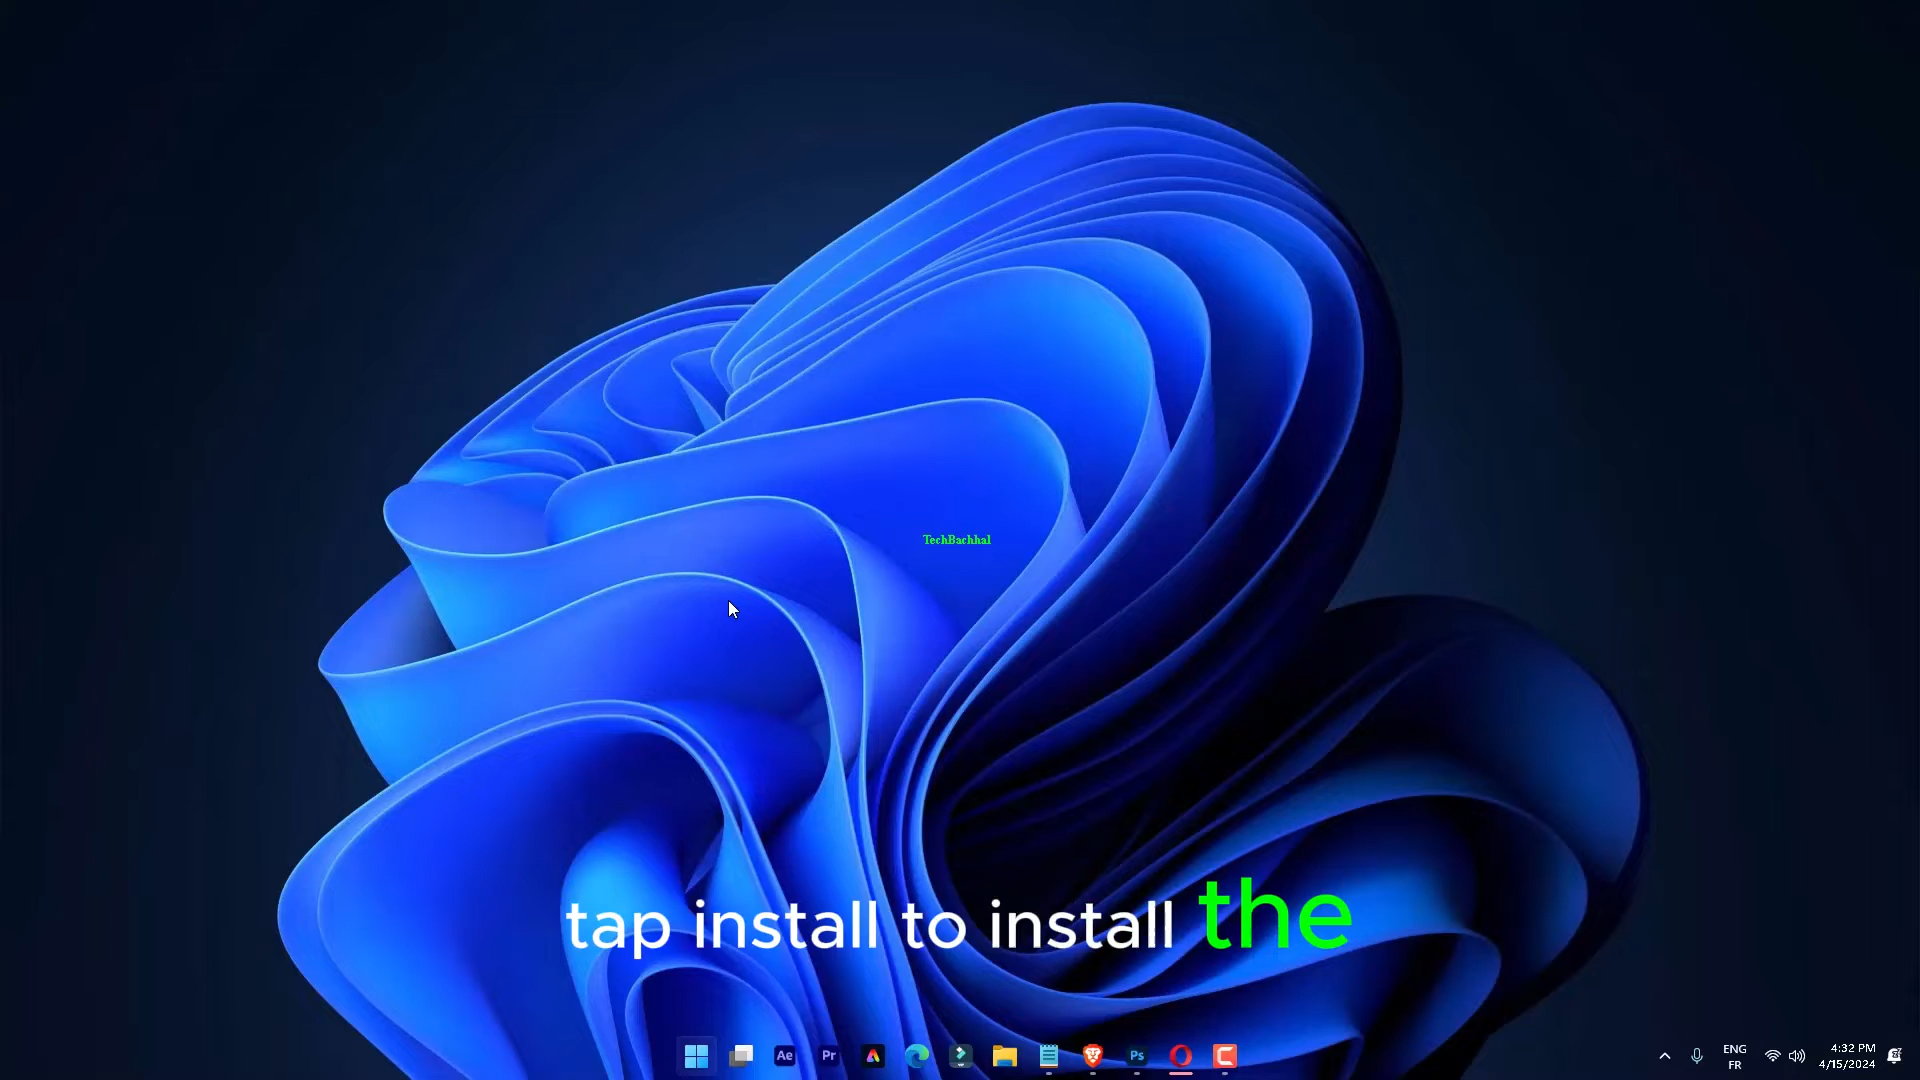 TechBachhal
tap install to install the
Ae
Pr
Ps
ENG
FR
4:32 PM
4/15/2024